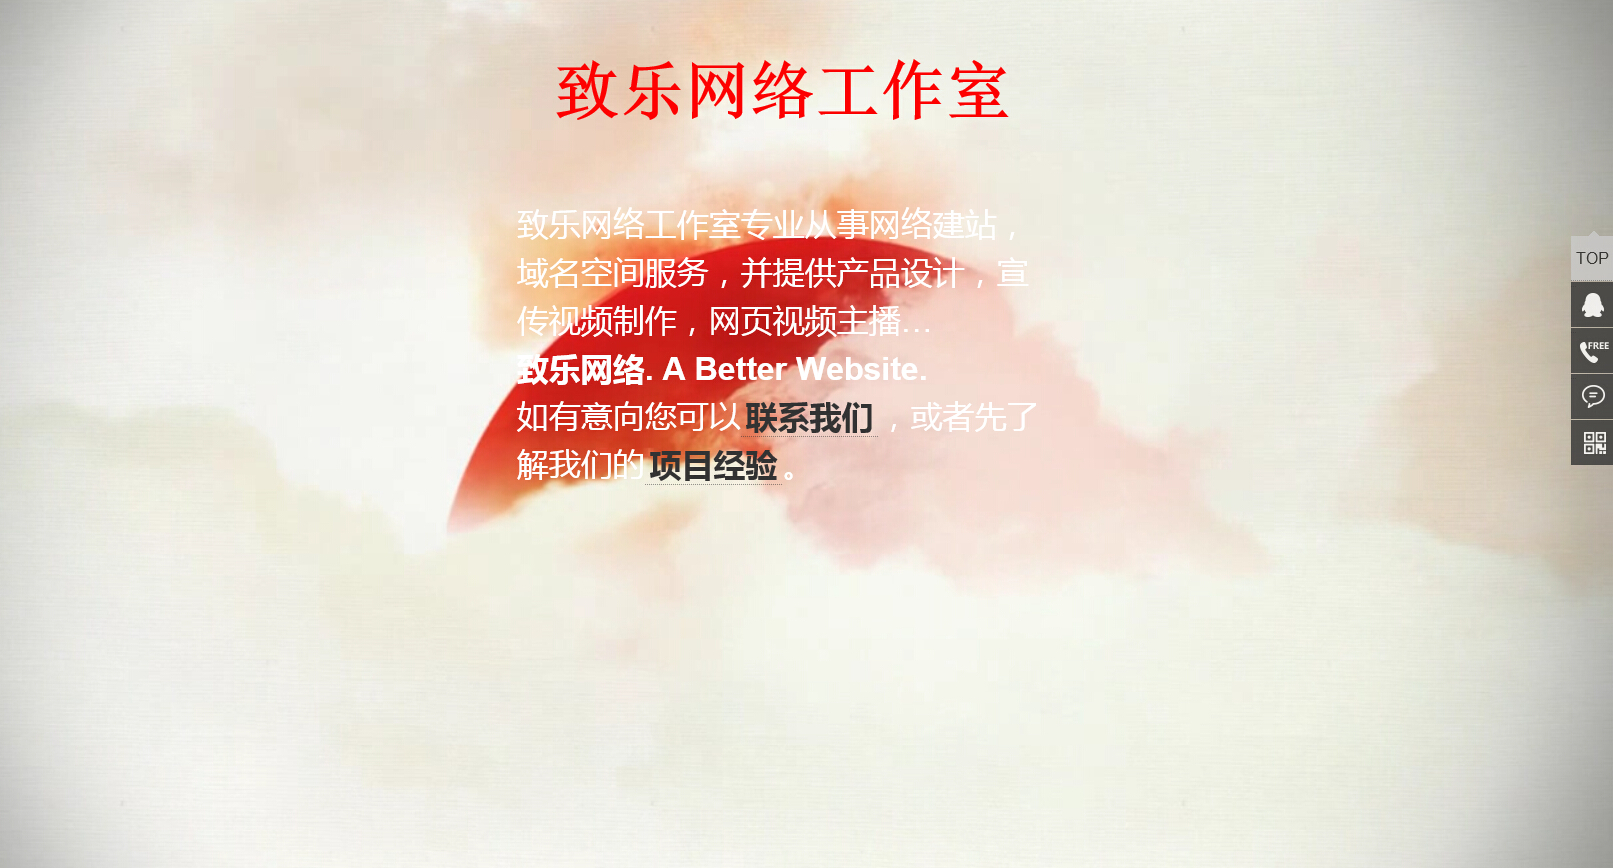 致乐网络工作室
致乐网络工作室专业从事网络建站，
域名空间服务，并提供产品设计，宣
传视频制作，网页视频主播...
致乐网络. A Better Website.
如有意向您可以 联系我们 ，或者先了
解我们的 项目经验 。
TOP
FREE